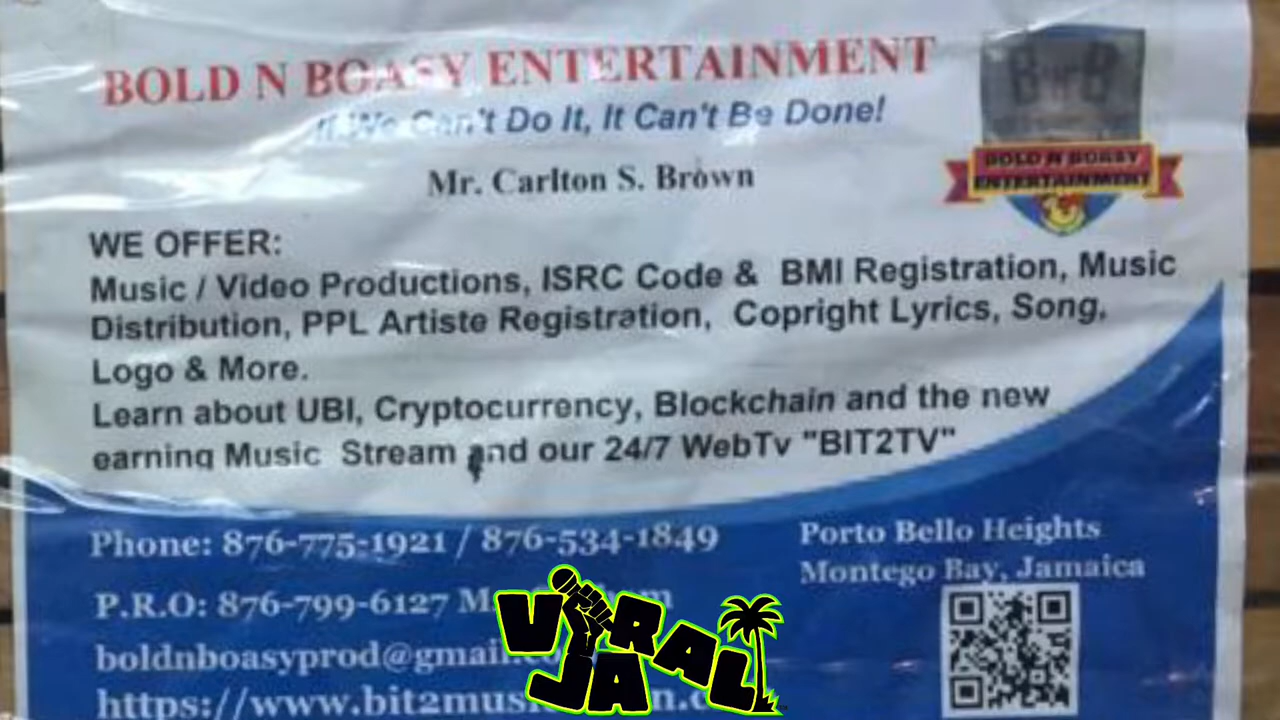 BOLD N BOASY ENTERTAINMENT
If We Can't Do It, It Can't Be Done!
Mr. Carlton S. Brown
BNB
BOLD N BOASY
ENTERTAINMENT
WE OFFER:
Music / Video Productions, ISRC Code & BMI Registration, Music
Distribution, PPL Artiste Registration, Copright Lyrics, Song,
Logo & More.
Learn about UBI, Cryptocurrency, Blockchain and the new
earning Music Stream and our 24/7 WebTv "BIT2TV"
Phone: 876-775-1921 / 876-534-1849
P.R.O: 876-799-6127
boldnboasyprod@gmail.
https://www.bit2mus
Porto Bello Heights
Montego Bay, Jamaica
VIRAL
JA